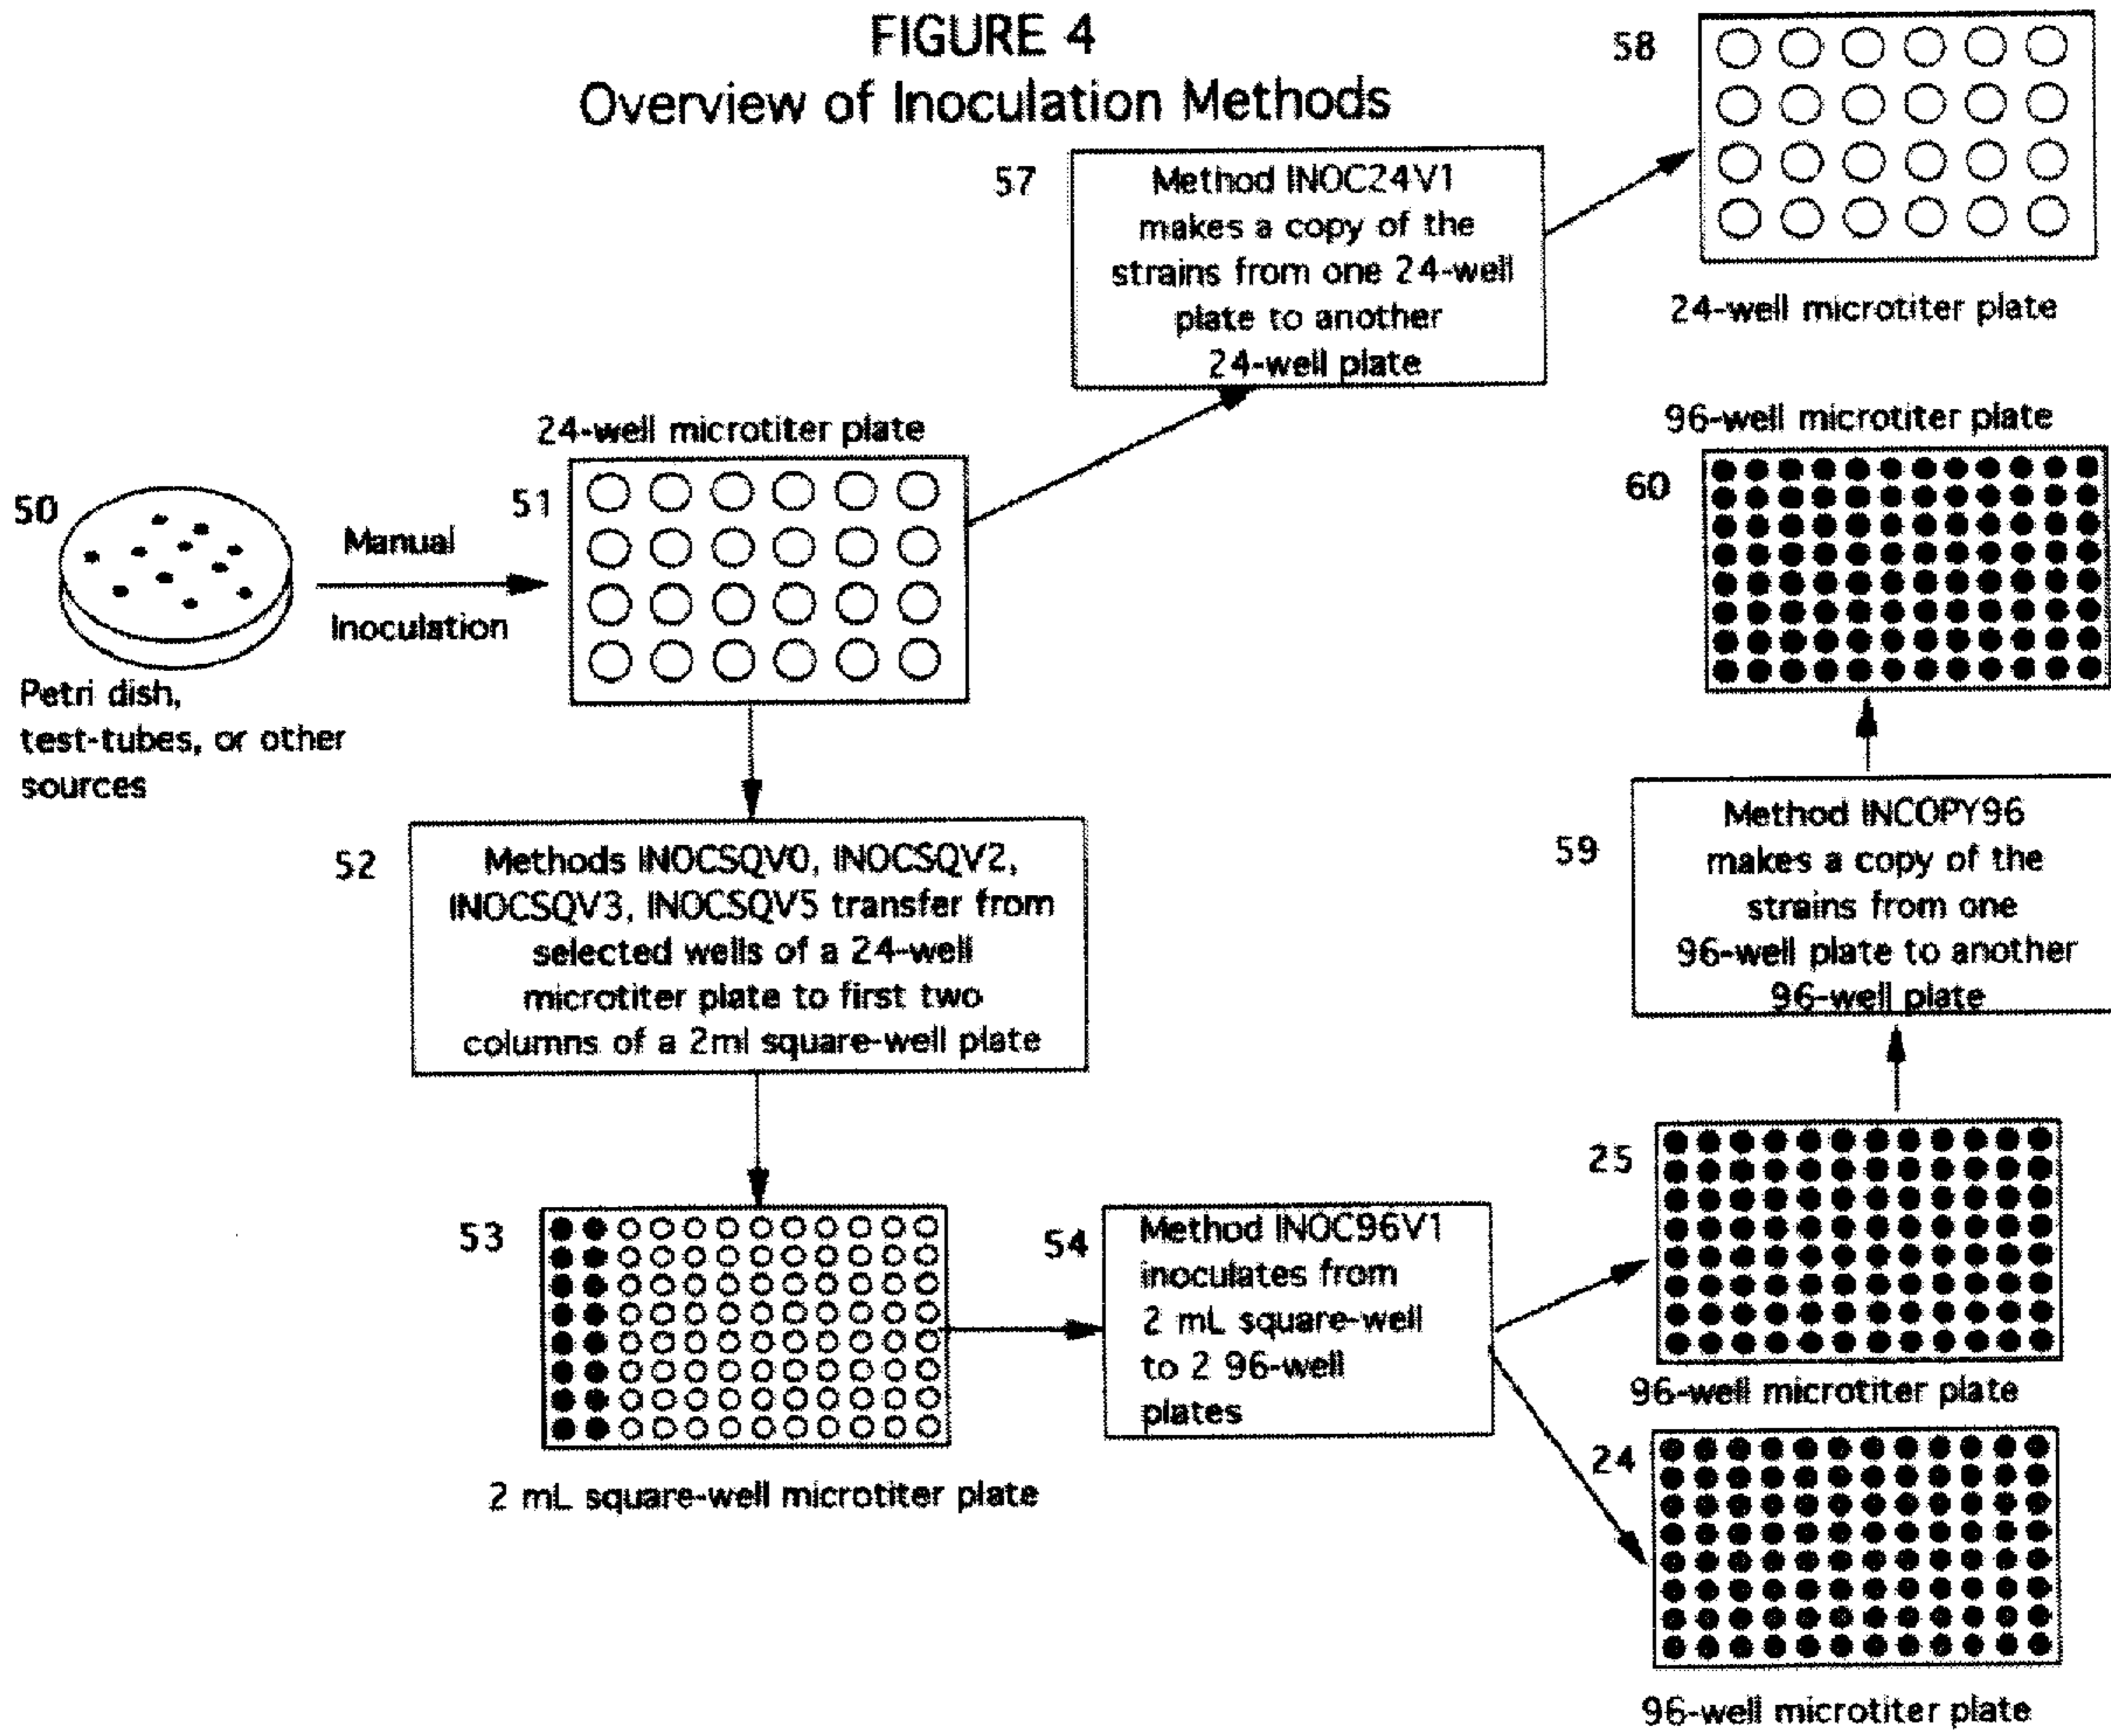 FIGURE 4
Overview of Inoculation Methods
58
24-well microtiter plate
57
Method INOC24V1
makes a copy of the
strains from one 24-well
plate to another
24-well plate
24-well microtiter plate
51
50
Manual
Inoculation
Petri dish,
test-tubes, or other
sources
96-well microtiter plate
60
52
Methods INOCSQV0, INOCSQV2,
INOCSQV3, INOCSQV5 transfer from
selected wells of a 24-well
microtiter plate to first two
columns of a 2ml square-well plate
59
Method INCOPY96
makes a copy of the
strains from one
96-well plate to another
96-well plate
53
2 mL square-well microtiter plate
54
Method INOC96V1
inoculates from
2 mL square-well
to 2 96-well
plates
25
96-well microtiter plate
24
96-well microtiter plate